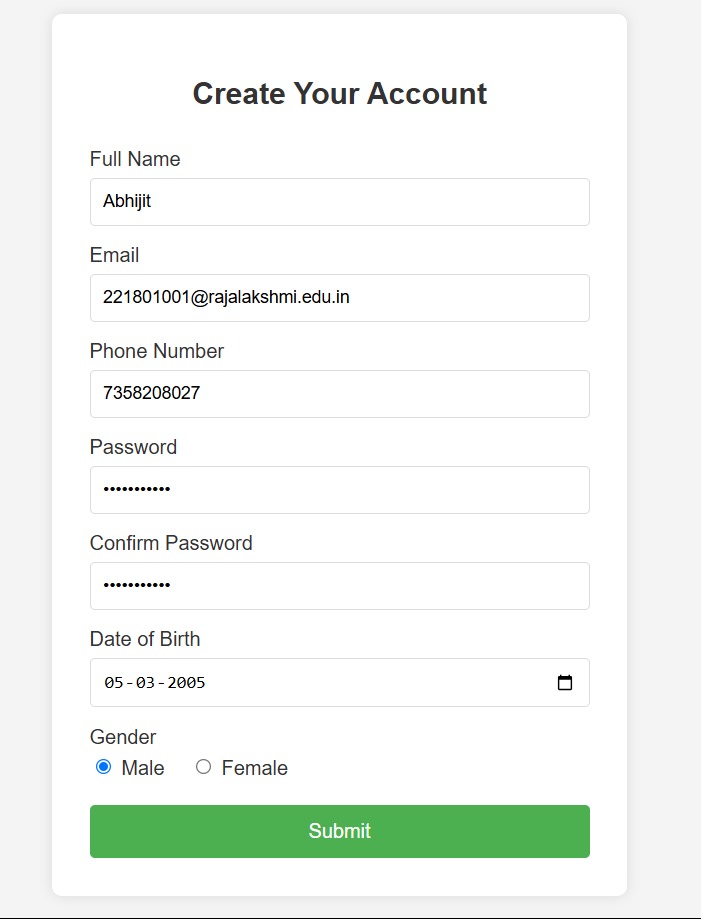 Create Your Account
Full Name
Abhijit
Email
221801001@rajalakshmi.edu.in
Phone Number
7358208027
Password
•••••••••••
Confirm Password
•••••••••••
Date of Birth
05-03-2005
Gender
Male Female
Submit